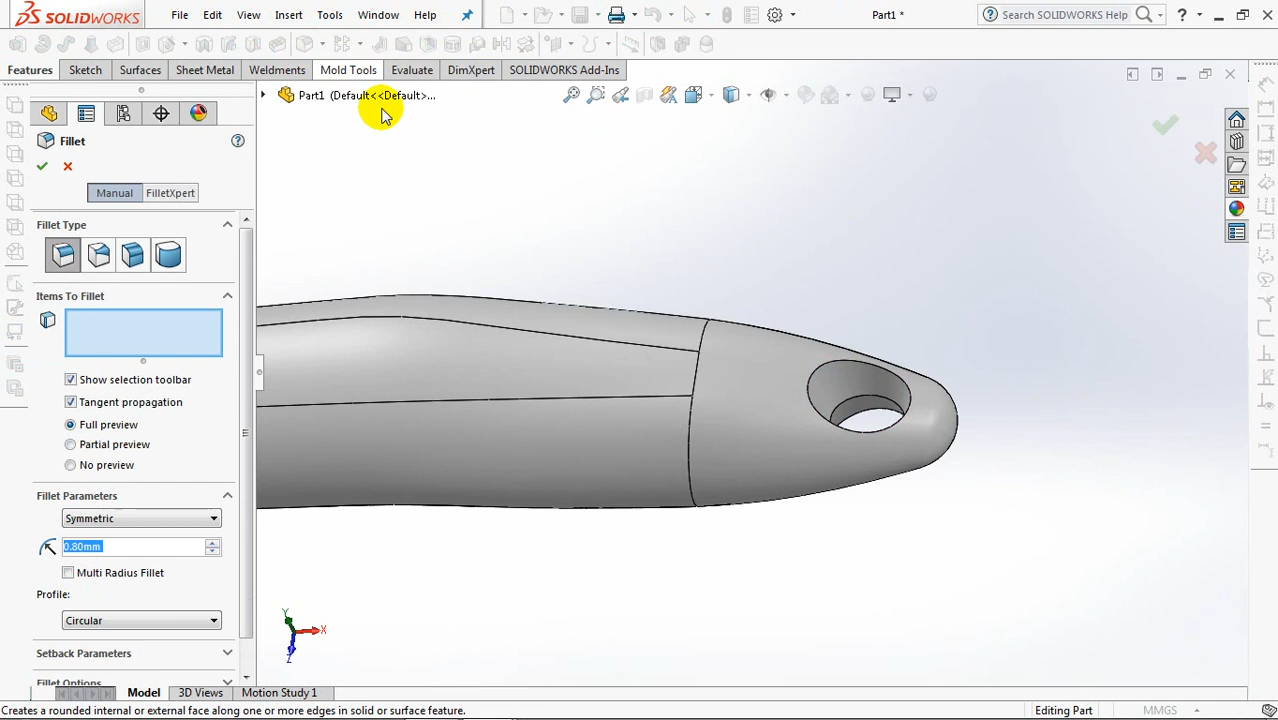 SOLIDWORKS File Edit View Insert Tools Window Help Part1 * Search SOLIDWORKS Help ?
Features Sketch Surfaces Sheet Metal Weldments Mold Tools Evaluate DimXpert SOLIDWORKS Add-Ins
Part1 (Default<<Default>...
Fillet
Manual FilletXpert
Fillet Type
Items To Fillet
Show selection toolbar
Tangent propagation
Full preview
Partial preview
No preview
Fillet Parameters
Symmetric
0.80mm
Multi Radius Fillet
Profile:
Circular
Setback Parameters
Fillet Options
Y
X
Z
Model 3D Views Motion Study 1
Creates a rounded internal or external face along one or more edges in solid or surface feature. Editing Part MMGS